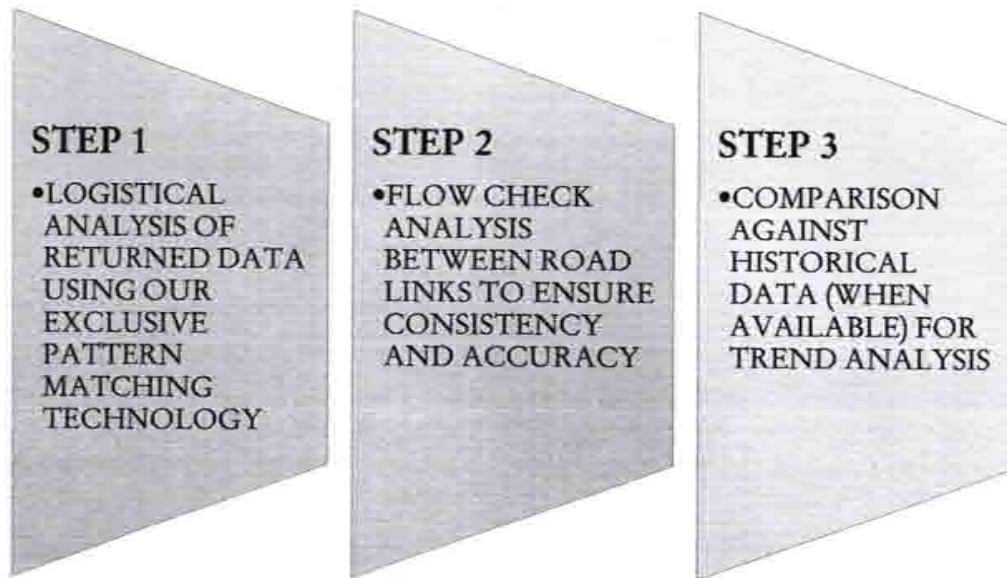 STEP 1
•LOGISTICAL
ANALYSIS OF
RETURNED DATA
USING OUR
EXCLUSIVE
PATTERN
MATCHING
TECHNOLOGY
STEP 2
•FLOW CHECK
ANALYSIS
BETWEEN ROAD
LINKS TO ENSURE
CONSISTENCY
AND ACCURACY
STEP 3
•COMPARISON
AGAINST
HISTORICAL
DATA (WHEN
AVAILABLE) FOR
TREND ANALYSIS